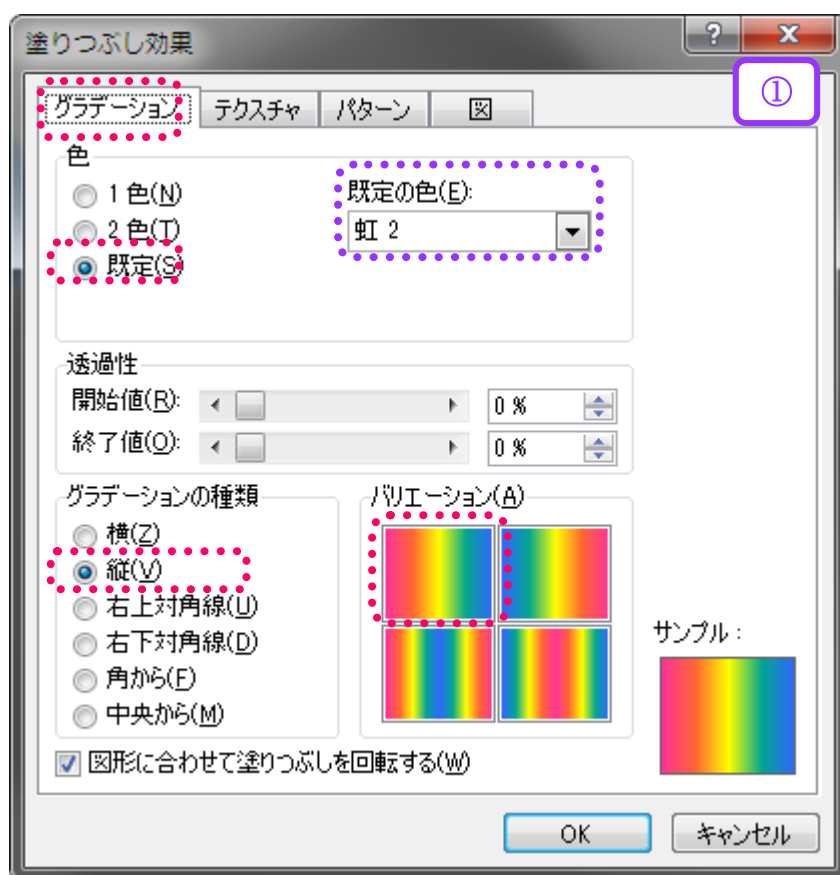 塗りつぶし効果
?
x
①
グラデーション
テクスチャ
パターン
図
色
1 色(N)
2 色(T)
既定(S)
既定の色(E):
虹 2
透過性
開始値(R):
0 %
終了値(O):
0 %
グラデーションの種類
横(Z)
縦(V)
右上対角線(U)
右下対角線(D)
角から(F)
中央から(M)
バリエーション(A)
サンプル :
図形に合わせて塗りつぶしを回転する(W)
OK
キャンセル